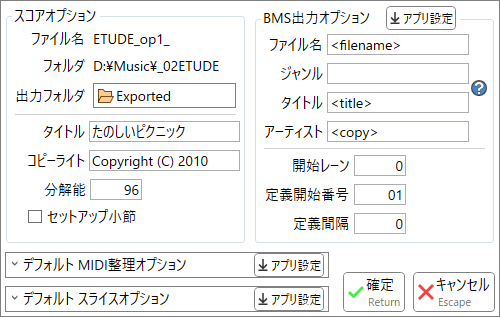 スコアオプション
ファイル名 ETUDE_op1_
フォルダ D:¥Music¥_02ETUDE
出力フォルダ Exported
タイトル たのしいピクニック
コピーライト Copyright (C) 2010
分解能 96
セットアップ小節
BMS出力オプション アプリ設定
ファイル名 <filename>
ジャンル
?
タイトル <title>
アーティスト <copy>
開始レーン 0
定義開始番号 01
定義間隔 0
デフォルト MIDI整理オプション アプリ設定
デフォルト スライスオプション アプリ設定
確定
Return
キャンセル
Escape